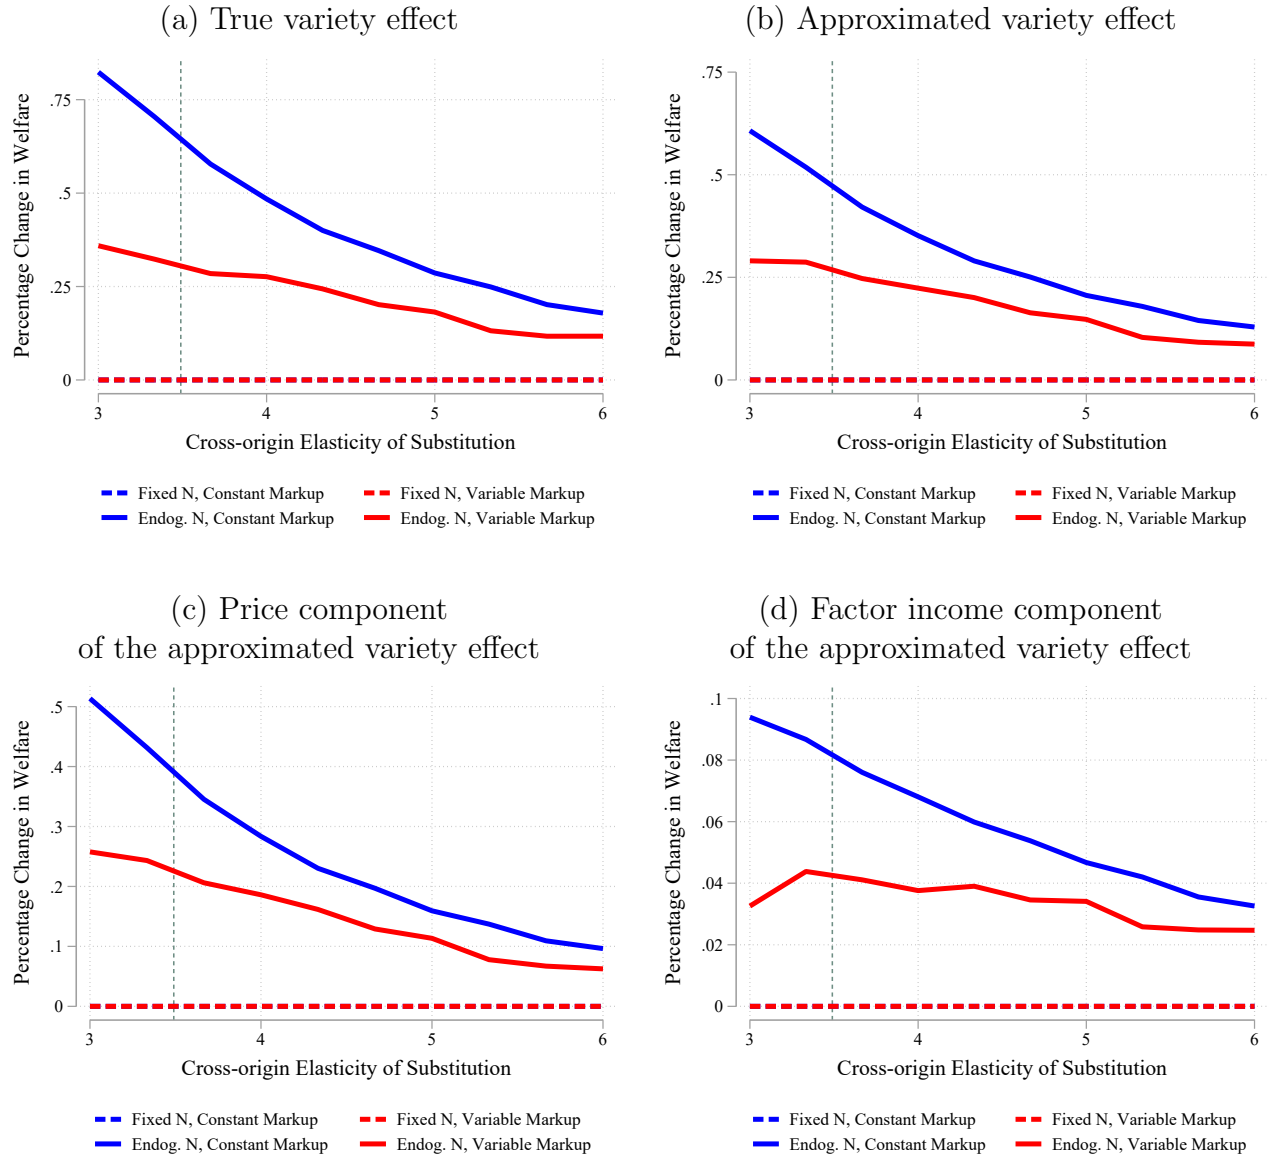 (a) True variety effect
Percentage Change in Welfare
.75
.5
.25
0
3 4 5 6
Cross-origin Elasticity of Substitution
Fixed N, Constant Markup Fixed N, Variable Markup
Endog. N, Constant Markup Endog. N, Variable Markup
(b) Approximated variety effect
Percentage Change in Welfare
.75
.5
.25
0
3 4 5 6
Cross-origin Elasticity of Substitution
Fixed N, Constant Markup Fixed N, Variable Markup
Endog. N, Constant Markup Endog. N, Variable Markup
(c) Price component
of the approximated variety effect
Percentage Change in Welfare
.5
.4
.3
.2
.1
0
3 4 5 6
Cross-origin Elasticity of Substitution
Fixed N, Constant Markup Fixed N, Variable Markup
Endog. N, Constant Markup Endog. N, Variable Markup
(d) Factor income component
of the approximated variety effect
Percentage Change in Welfare
.1
.08
.06
.04
.02
0
3 4 5 6
Cross-origin Elasticity of Substitution
Fixed N, Constant Markup Fixed N, Variable Markup
Endog. N, Constant Markup Endog. N, Variable Markup